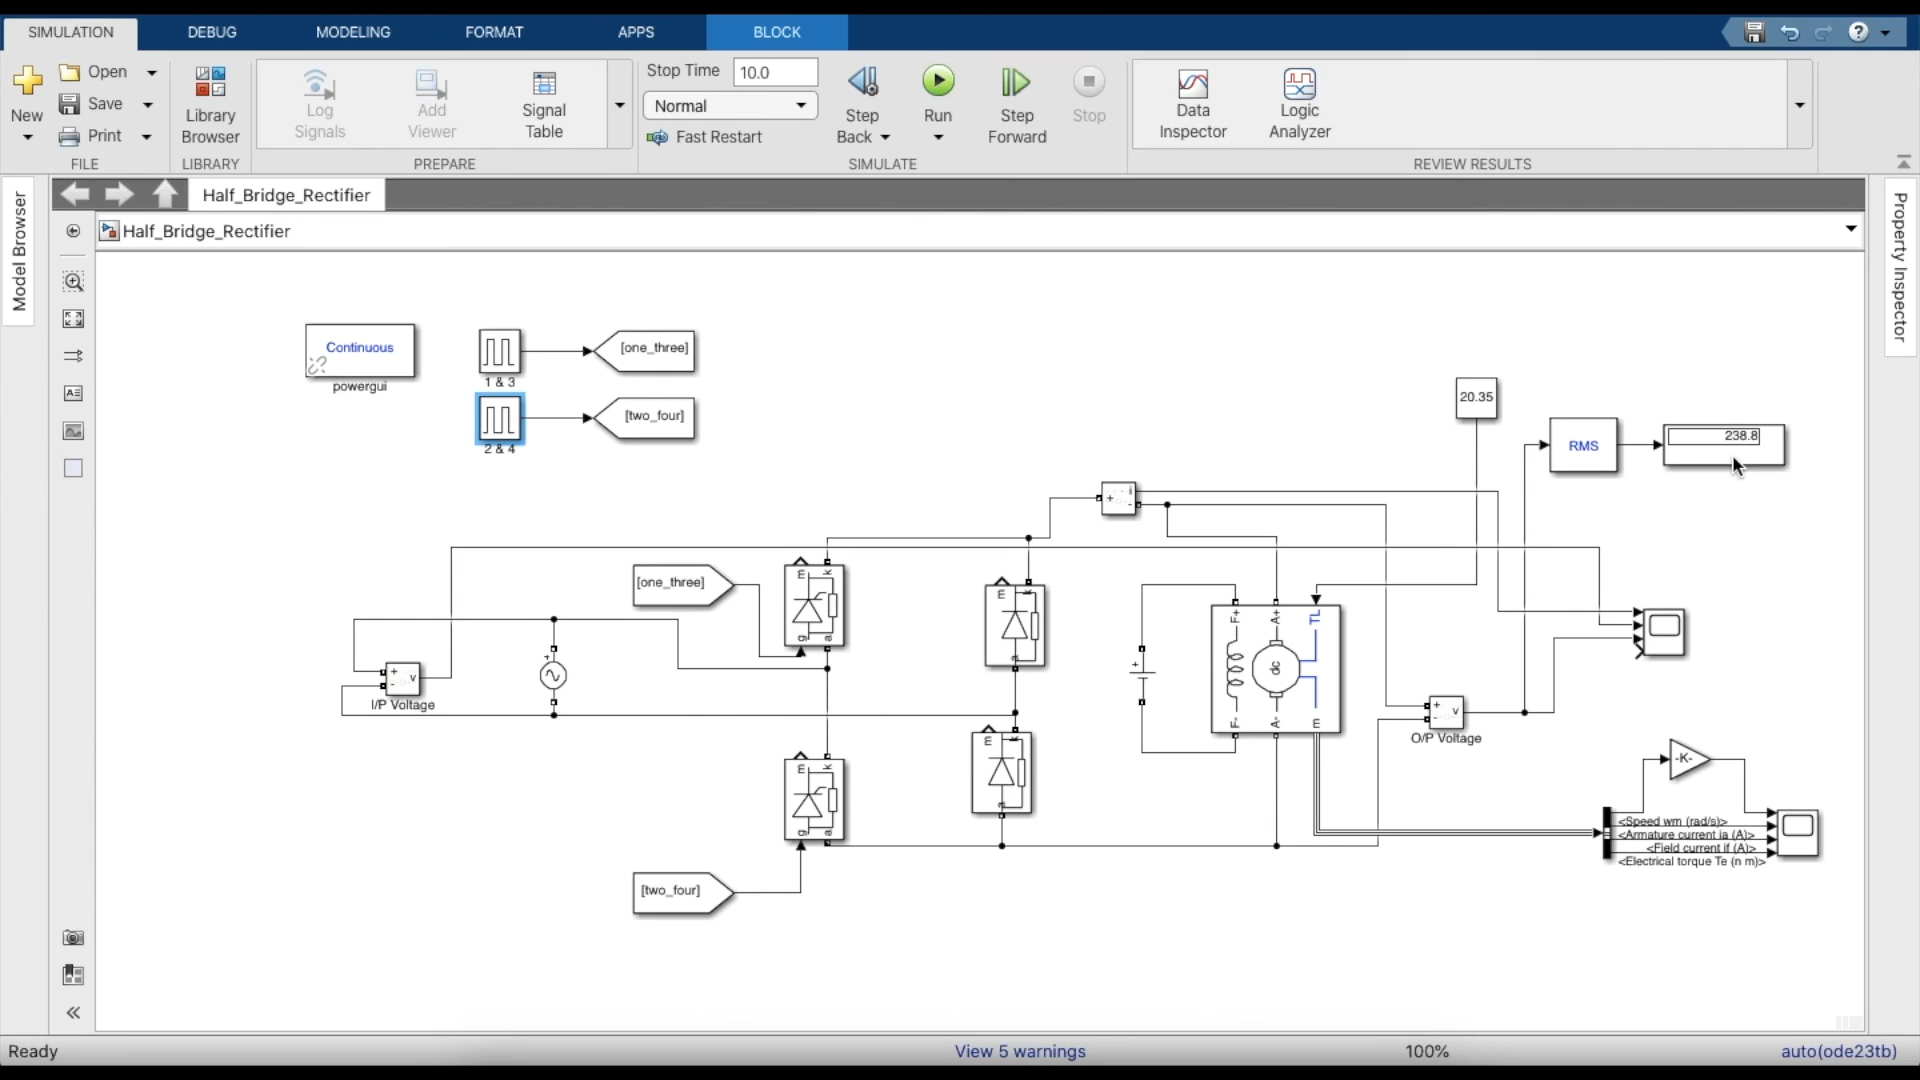 SIMULATION
DEBUG
MODELING
FORMAT
APPS
BLOCK
New
Open
Save
Print
FILE
Library
Browser
LIBRARY
Log
Signals
Add
Viewer
Signal
Table
PREPARE
Stop Time 10.0
Normal
Fast Restart
Step
Back
Run
Step
Forward
Stop
SIMULATE
Data
Inspector
Logic
Analyzer
REVIEW RESULTS
Model Browser
Property Inspector
Half_Bridge_Rectifier
Half_Bridge_Rectifier
Continuous
powergui
[one_three]
1 & 3
[two_four]
2 & 4
20.35
RMS
238.8
i
+
-
[one_three]
m k
g a
m k
a
+
-
v
I/P Voltage
+
+
F+ A+ TL
dc
F- A- m
+
-
v
O/P Voltage
m k
g a
m k
a
-K-
<Speed wm (rad/s)>
<Armature current ia (A)>
<Field current if (A)>
<Electrical torque Te (n m)>
[two_four]
Ready
View 5 warnings
100%
auto(ode23tb)